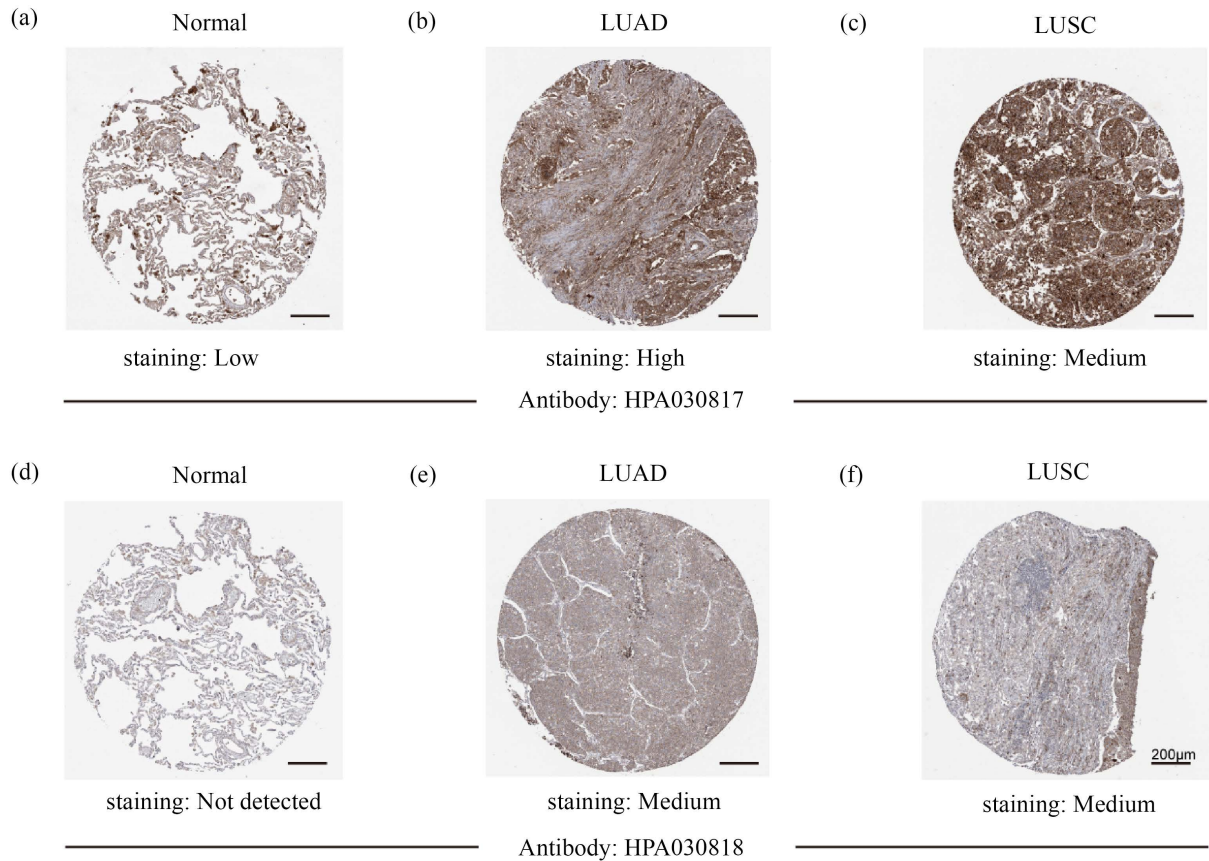 (a)
Normal
(b)
LUAD
(c)
LUSC
staining: Low
staining: High
staining: Medium
Antibody: HPA030817
(d)
Normal
(e)
LUAD
(f)
LUSC
200μm
staining: Not detected
staining: Medium
staining: Medium
Antibody: HPA030818